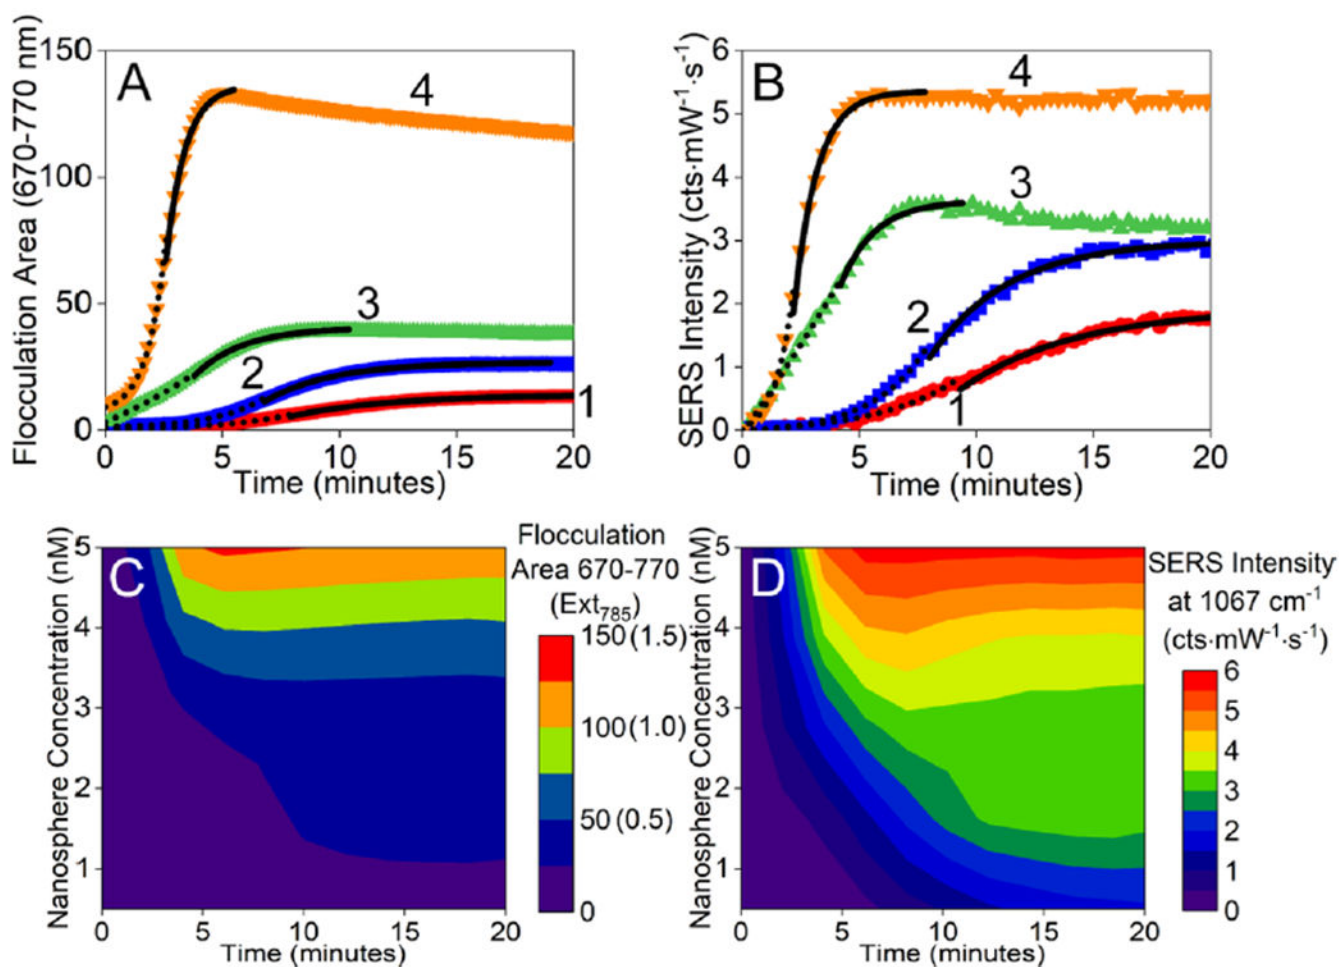 A
Flocculation Area (670-770 nm)
150
100
50
0
4
3
2
1
0 5 10 15 20
Time (minutes)
B
SERS Intensity (cts·mW⁻¹·s⁻¹)
6
5
4
3
2
1
0
4
3
2
1
0 5 10 15 20
Time (minutes)
C
Nanosphere Concentration (nM)
5
4
3
2
1
0 5 10 15 20
Time (minutes)
Flocculation
Area 670-770
(Ext₇₈₅)
150 (1.5)
100 (1.0)
50 (0.5)
0
D
Nanosphere Concentration (nM)
5
4
3
2
1
0 5 10 15 20
Time (minutes)
SERS Intensity
at 1067 cm⁻¹
(cts·mW⁻¹·s⁻¹)
6
5
4
3
2
1
0